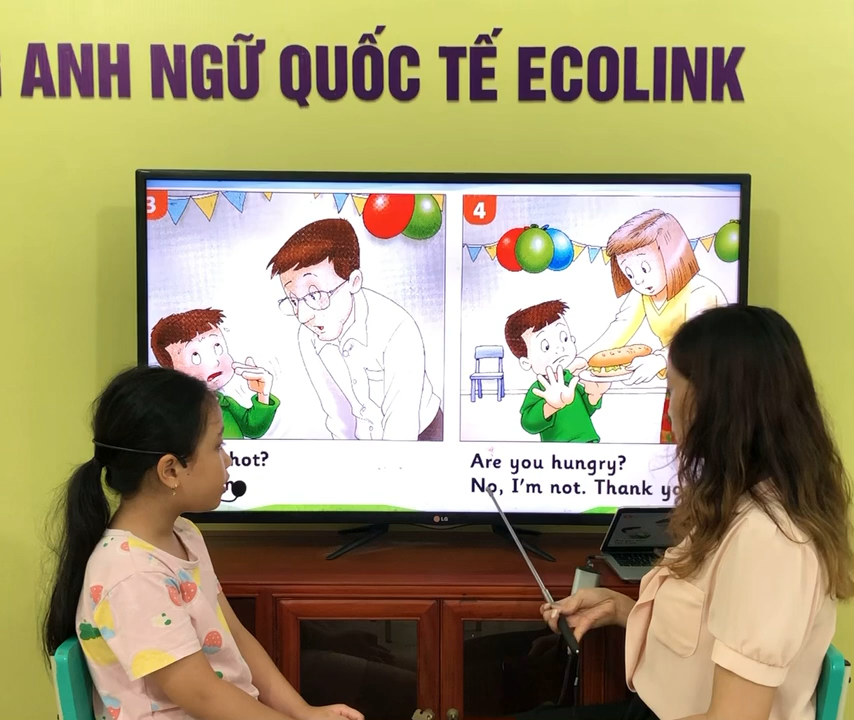 ANH NGỮ QUỐC TẾ ECOLINK
3
4
hot?
Are you hungry?
No, I'm not. Thank
LG